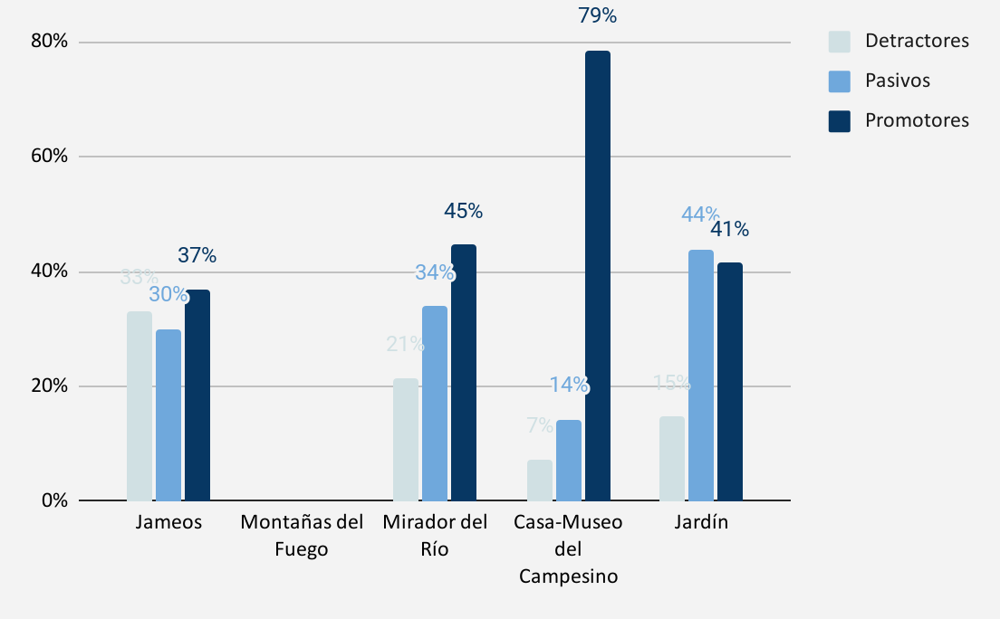 79%
80%
Detractores
Pasivos
Promotores
60%
45%
44%
41%
37%
40%
33%
34%
30%
21%
20%
14%
15%
7%
0%
Jameos
Montañas del
Fuego
Mirador del
Río
Casa-Museo
del
Campesino
Jardín